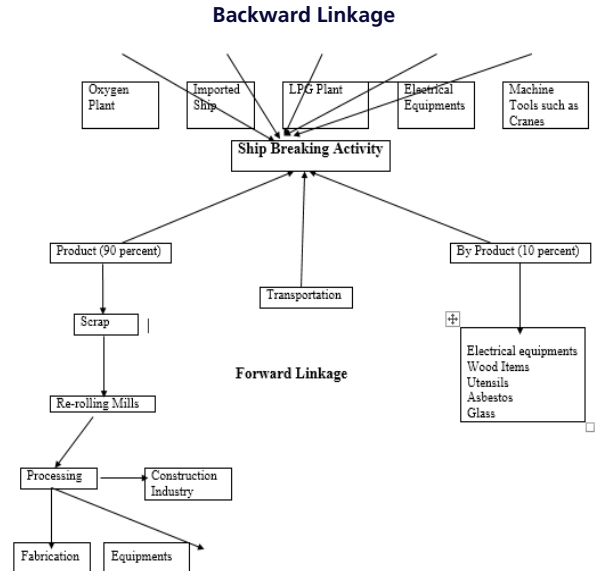 Backward Linkage
Oxygen
Plant
Imported
Ship
LPG Plant
Electrical
Equipments
Machine
Tools such as
Cranes
Ship Breaking Activity
Product (90 percent)
By Product (10 percent)
Transportation
Scrap
Electrical equipments
Wood Items
Utensils
Asbestos
Glass
Forward Linkage
Re-rolling Mills
Processing
Construction
Industry
Fabrication
Equipments